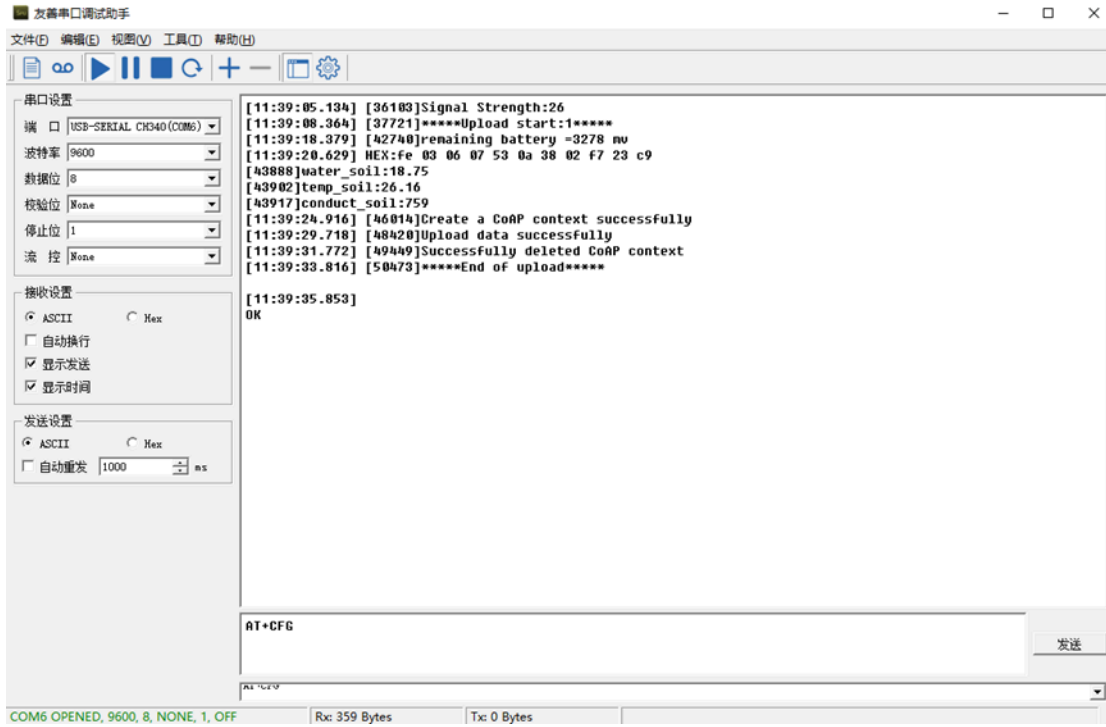 友善串口调试助手
文件(F) 编辑(E) 视图(V) 工具(T) 帮助(H)
串口设置
端 口 USB-SERIAL CH340(COM6)
波特率 9600
数据位 8
校验位 None
停止位 1
流 控 None
接收设置
ASCII Hex
自动换行
显示发送
显示时间
发送设置
ASCII Hex
自动重发 1000 ms
[11:39:05.134] [36103]Signal Strength:26
[11:39:08.364] [37721]*****Upload start:1*****
[11:39:18.379] [42740]remaining battery =3278 mv
[11:39:20.629] HEX:fe 03 06 07 53 0a 38 02 f7 23 c9
[43888]water_soil:18.75
[43902]temp_soil:26.16
[43917]conduct_soil:759
[11:39:24.916] [46014]Create a CoAP context successfully
[11:39:29.718] [48420]Upload data successfully
[11:39:31.772] [49449]Successfully deleted CoAP context
[11:39:33.816] [50473]*****End of upload*****
[11:39:35.853]
OK
AT+CFG
发送
AT+CFG
COM6 OPENED, 9600, 8, NONE, 1, OFF Rx: 359 Bytes Tx: 0 Bytes